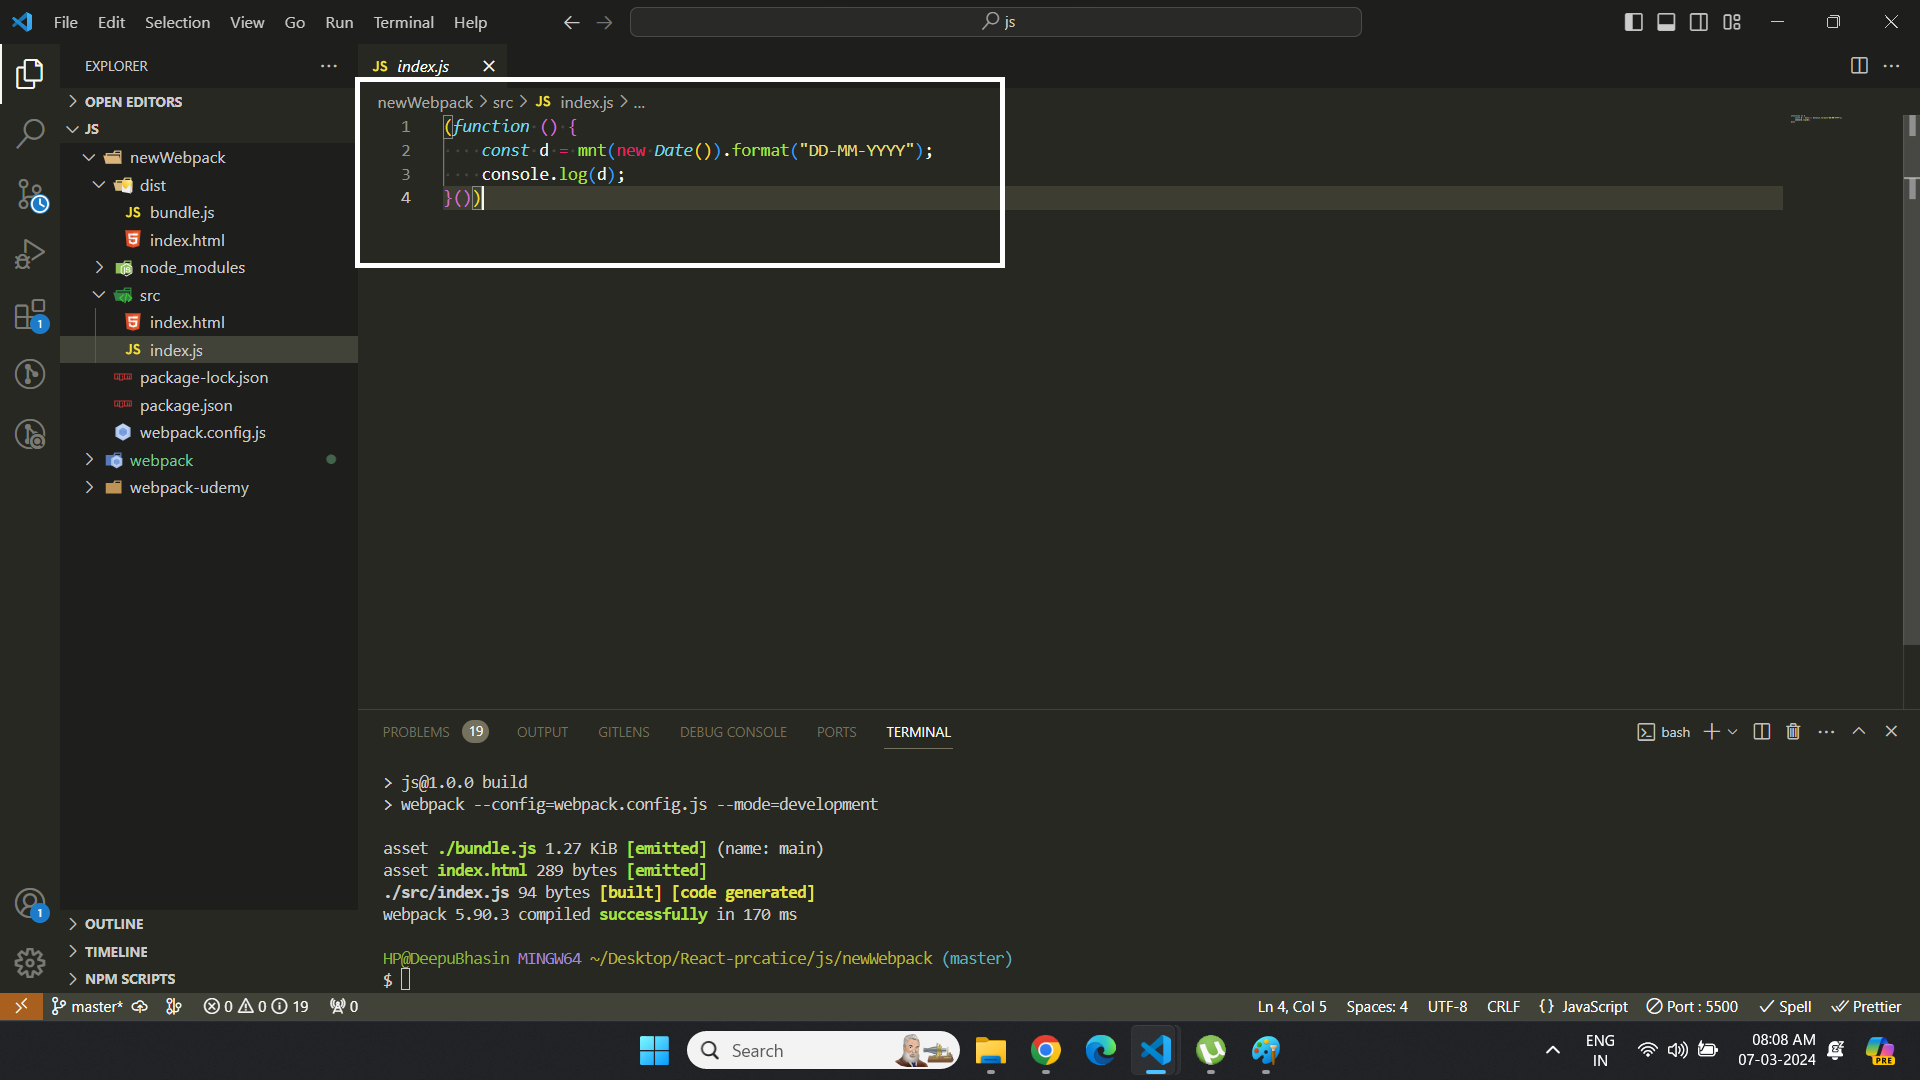 File Edit Selection View Go Run Terminal Help
js
EXPLORER
JS index.js
OPEN EDITORS
JS
newWebpack
dist
JS bundle.js
index.html
node_modules
src
index.html
JS index.js
package-lock.json
package.json
webpack.config.js
webpack
webpack-udemy
OUTLINE
TIMELINE
NPM SCRIPTS
1
1
newWebpack > src > JS index.js > ...
1 (function () {
2 const d = mnt(new Date()).format("DD-MM-YYYY");
3 console.log(d);
4 }())
PROBLEMS 19 OUTPUT GITLENS DEBUG CONSOLE PORTS TERMINAL
bash
> js@1.0.0 build
> webpack --config=webpack.config.js --mode=development
asset ./bundle.js 1.27 KiB [emitted] (name: main)
asset index.html 289 bytes [emitted]
./src/index.js 94 bytes [built] [code generated]
webpack 5.90.3 compiled successfully in 170 ms
HP@DeepuBhasin MINGW64 ~/Desktop/React-prcatice/js/newWebpack (master)
$
master* 0 0 19 0 Ln 4, Col 5 Spaces: 4 UTF-8 CRLF {} JavaScript Port : 5500 Spell Prettier
Search
ENG
IN
08:08 AM
07-03-2024
PRE